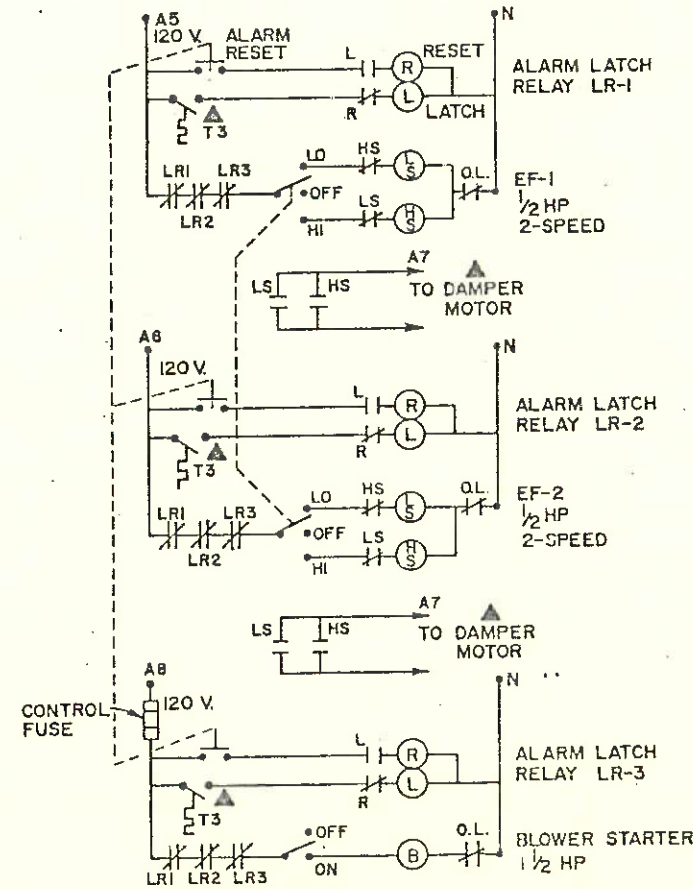 A5
120 V.
ALARM
RESET
N
L
RESET
R
ALARM LATCH
RELAY LR-1
R
L
LATCH
T3
LR1
LR2
LR3
LO
OFF
HI
HS
LS
LS
HS
O.L.
EF-1
1/2 HP
2-SPEED
A7
LS
HS
TO DAMPER
MOTOR
A6
120 V.
N
L
R
ALARM LATCH
RELAY LR-2
R
L
T3
LR1
LR2
LR3
LO
OFF
HI
HS
LS
LS
HS
O.L.
EF-2
1/2 HP
2-SPEED
A7
LS
HS
TO DAMPER
MOTOR
A8
120 V.
CONTROL
FUSE
N
L
R
ALARM LATCH
RELAY LR-3
R
L
T3
LR1
LR2
LR3
OFF
ON
B
O.L.
BLOWER STARTER
1 1/2 HP